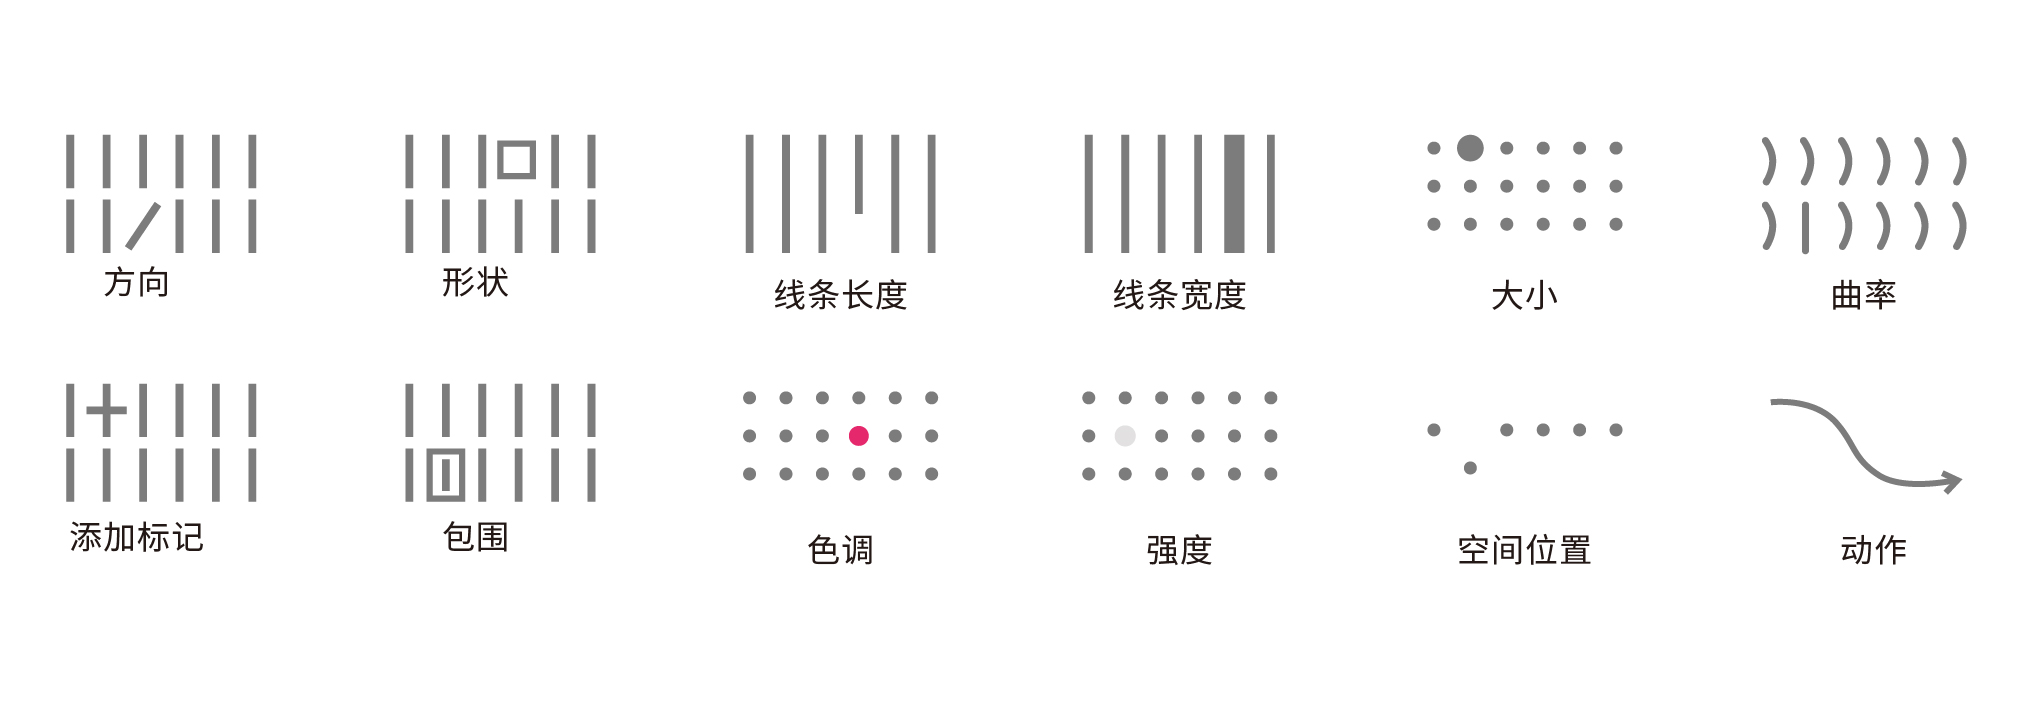 方向
形状
线条长度
线条宽度
大小
曲率
添加标记
包围
色调
强度
空间位置
动作